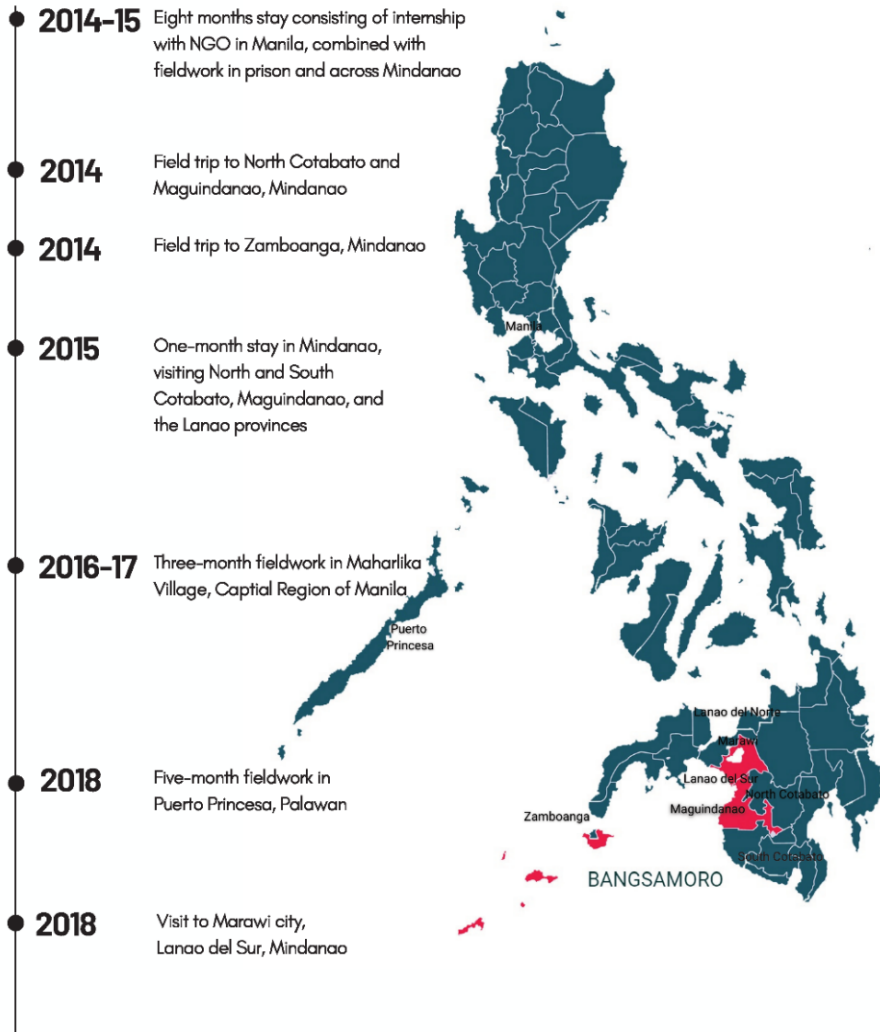 2014-15
Eight months stay consisting of internship
with NGO in Manila, combined with
fieldwork in prison and across Mindanao
2014
Field trip to North Cotabato and
Maguindanao, Mindanao
2014
Field trip to Zamboanga, Mindanao
2015
One-month stay in Mindanao,
visiting North and South
Cotabato, Maguindanao, and
the Lanao provinces
2016-17
Three-month fieldwork in Maharlika
Village, Captial Region of Manila
2018
Five-month fieldwork in
Puerto Princesa, Palawan
2018
Visit to Marawi city,
Lanao del Sur, Mindanao
Manila
Puerto
Princesa
Lanao del Norte
Marawi
Lanao del Sur
North Cotabato
Maguindanao
Zamboanga
South Cotabato
BANGSAMORO